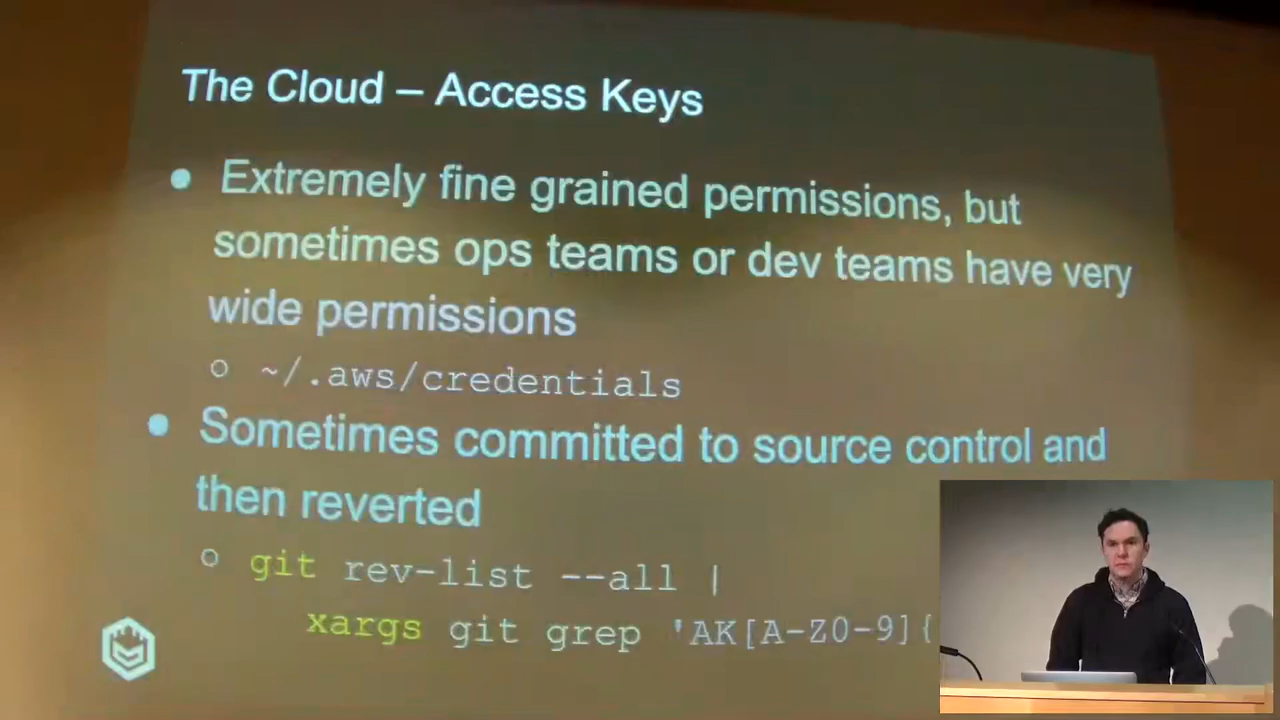 The Cloud – Access Keys
● Extremely fine grained permissions, but
sometimes ops teams or dev teams have very
wide permissions
○ ~/.aws/credentials
● Sometimes committed to source control and
then reverted
○ git rev-list --all |
xargs git grep 'AK[A-Z0-9]{